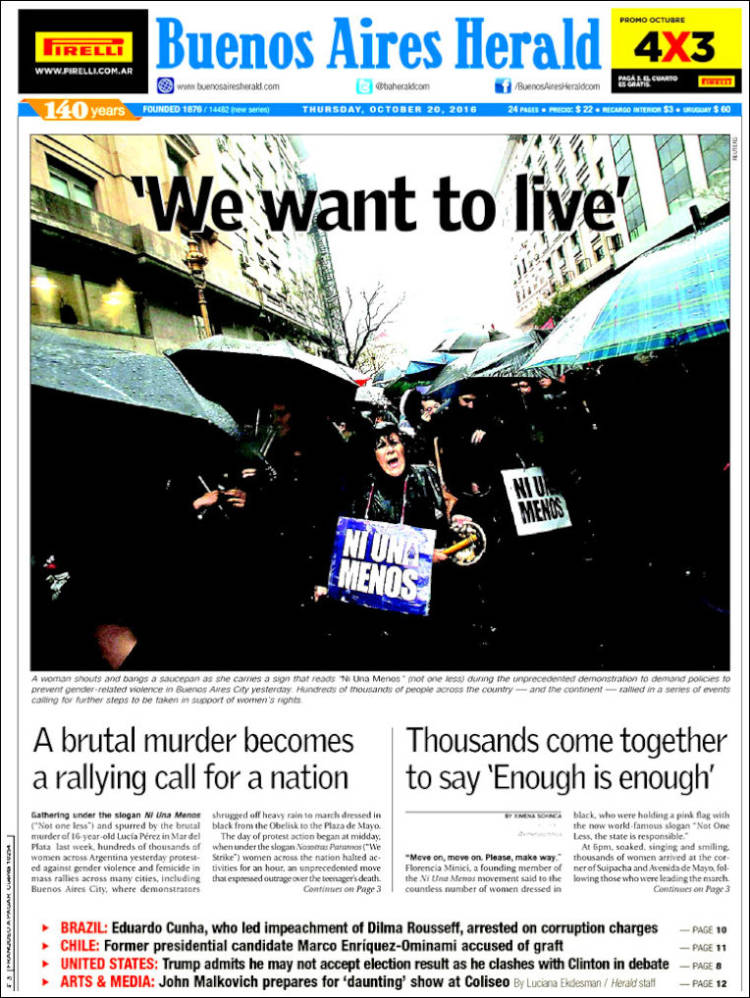 PIRELLI
WWW.PIRELLI.COM.AR
Buenos Aires Herald
www.buenosairesherald.com
@baheraldcom
/BuenosAiresHeraldcom
PROMO OCTUBRE
4X3
PAGÁ 3, EL CUARTO
ES GRATIS.
PIRELLI
140 years
FOUNDED 1876 / 14482 (new series)
THURSDAY, OCTOBER 20, 2016
24 PAGES ● PRECIO: $ 22 ● RECARGO INTERIOR $3 ● URUGUAY $ 60
REUTERS
‘We want to live’
NI UNA
MENOS
NI U
MENOS
A woman shouts and bangs a saucepan as she carries a sign that reads “Ni Una Menos” (not one less) during the unprecedented demonstration to demand policies to
prevent gender-related violence in Buenos Aires City yesterday. Hundreds of thousands of people across the country — and the continent — rallied in a series of events
calling for further steps to be taken in support of women’s rights.
A brutal murder becomes
a rallying call for a nation
Gathering under the slogan Ni Una Menos
(“Not one less”) and spurred by the brutal
murder of 16-year-old Lucía Pérez in Mar del
Plata last week, hundreds of thousands of
women across Argentina yesterday protest-
ed against gender violence and femicide in
mass rallies across many cities, including
Buenos Aires City, where demonstrators
shrugged off heavy rain to march dressed in
black from the Obelisk to the Plaza de Mayo.
The day of protest action began at midday,
when under the slogan Nosotras Paramos (“We
Strike”) women across the nation halted ac-
tivities for an hour, an unprecedented move
that expressed outrage over the teenager’s death.
Continues on Page 3
Thousands come together
to say ‘Enough is enough’
BY XIMENA SCHINCA
“Move on, move on. Please, make way,”
Florencia Minici, a founding member of
the Ni Una Menos movement said to the
countless number of women dressed in
black, who were holding a pink flag with
the now world-famous slogan “Not One
Less, the state is responsible.”
At 6pm, soaked, singing and smiling,
thousands of women arrived at the cor-
ner of Suipacha and Avenida de Mayo, fol-
lowing those who were leading the march.
Continues on Page 3
BRAZIL: Eduardo Cunha, who led impeachment of Dilma Rousseff, arrested on corruption charges — PAGE 10
CHILE: Former presidential candidate Marco Enríquez-Ominami accused of graft — PAGE 11
UNITED STATES: Trump admits he may not accept election result as he clashes with Clinton in debate — PAGE 8
ARTS & MEDIA: John Malkovich prepares for ‘daunting’ show at Coliseo By Luciana Ekdesman / Herald staff — PAGE 12